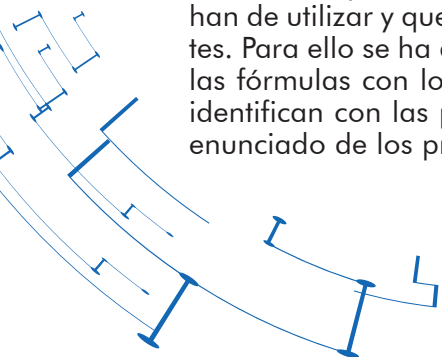 han de utilizar y que
tes. Para ello se ha
las fórmulas con lo
identifican con las
enunciado de los